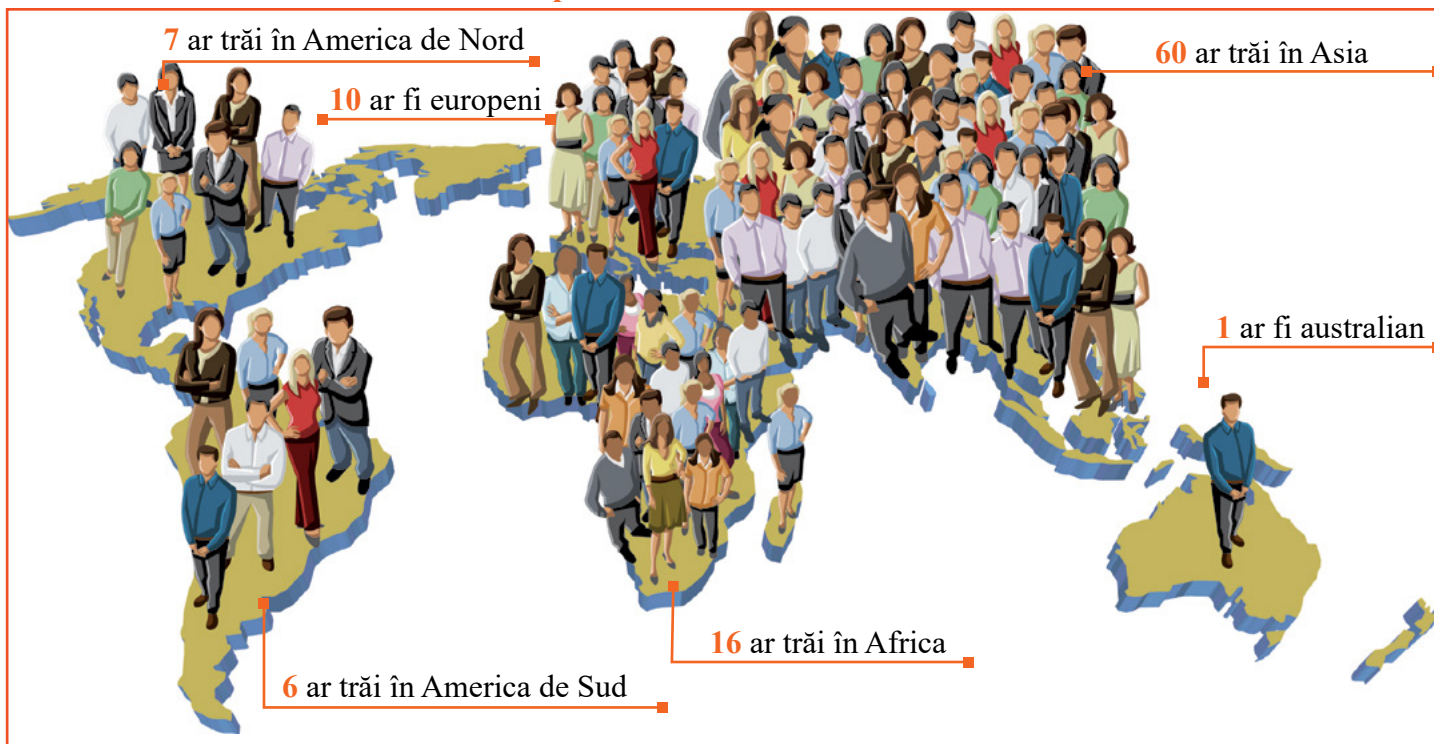 7 ar trăi în America de Nord
60 ar trăi în Asia
10 ar fi europeni
1 ar fi australian
16 ar trăi în Africa
6 ar trăi în America de Sud